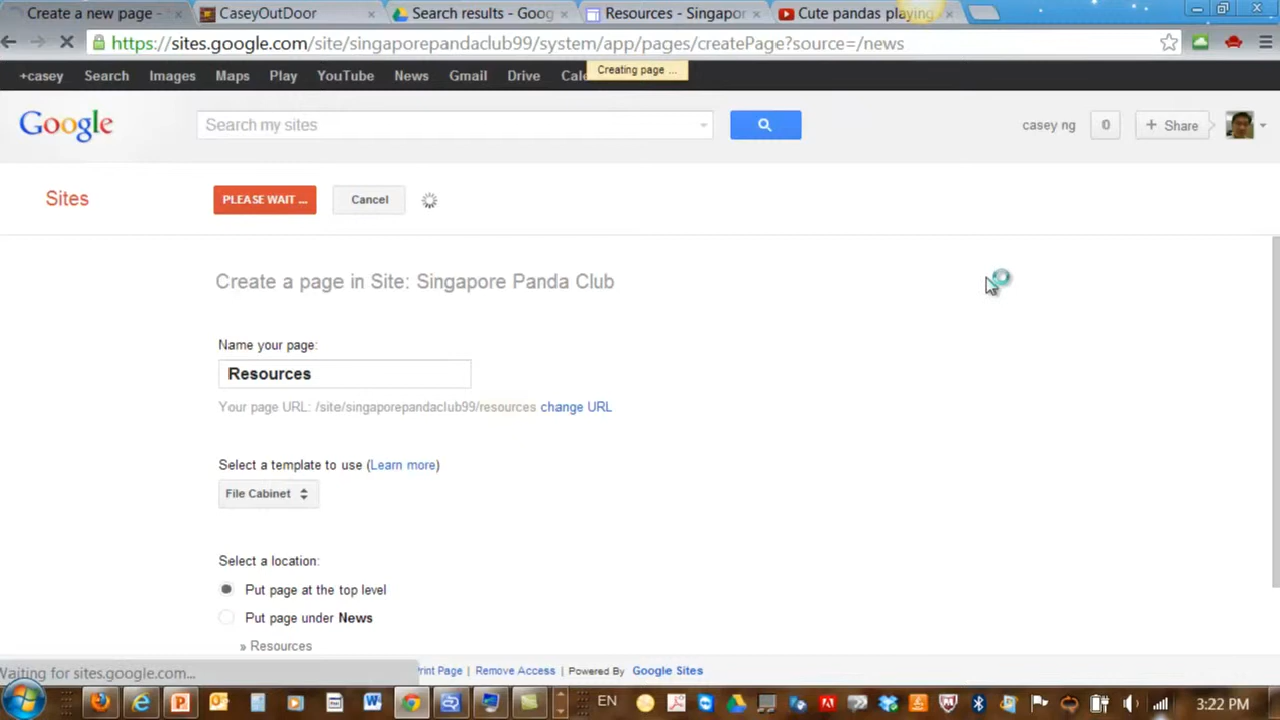 Create a new page -
CaseyOutDoor
Search results - Goog
Resources - Singapor
Cute pandas playing
https://sites.google.com/site/singaporepandaclub99/system/app/pages/createPage?source=/news
+casey Search Images Maps Play YouTube News Gmail Drive Cale
Creating page ...
Google
Search my sites
casey ng
0
+ Share
Sites
PLEASE WAIT ...
Cancel
Create a page in Site: Singapore Panda Club
Name your page:
Resources
Your page URL: /site/singaporepandaclub99/resources change URL
Select a template to use (Learn more)
File Cabinet
Select a location:
Put page at the top level
Put page under News
» Resources
Waiting for sites.google.com...
Print Page | Remove Access | Powered By Google Sites
EN
3:22 PM